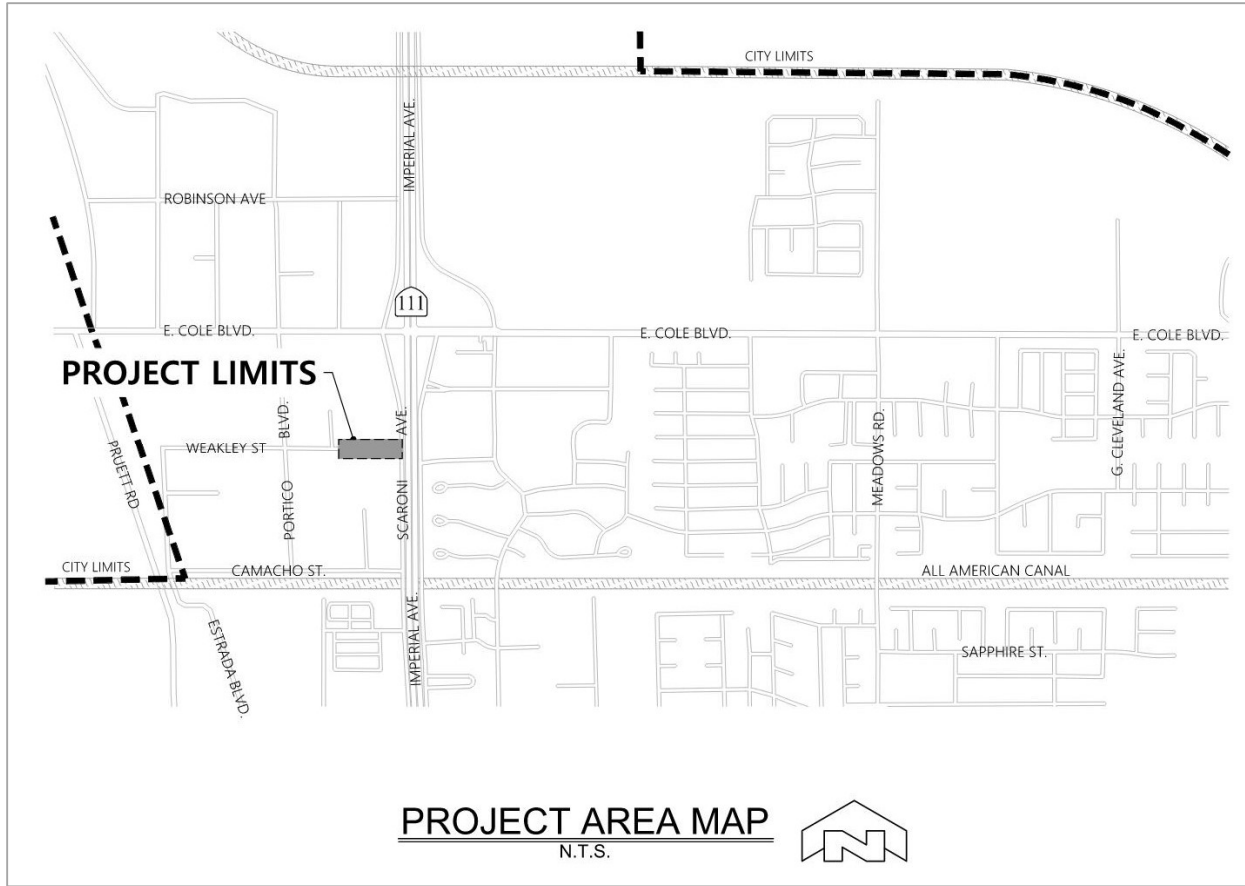 CITY LIMITS
IMPERIAL AVE.
ROBINSON AVE
111
E. COLE BLVD.
E. COLE BLVD.
E. COLE BLVD.
PROJECT LIMITS
G. CLEVELAND AVE.
AVE.
BLVD.
MEADOWS RD.
WEAKLEY ST
PRUETT RD
PORTICO
SCARONI
CITY LIMITS
CAMACHO ST.
ALL AMERICAN CANAL
IMPERIAL AVE.
ESTRADA BLVD.
SAPPHIRE ST.
PROJECT AREA MAP
N.T.S.
N